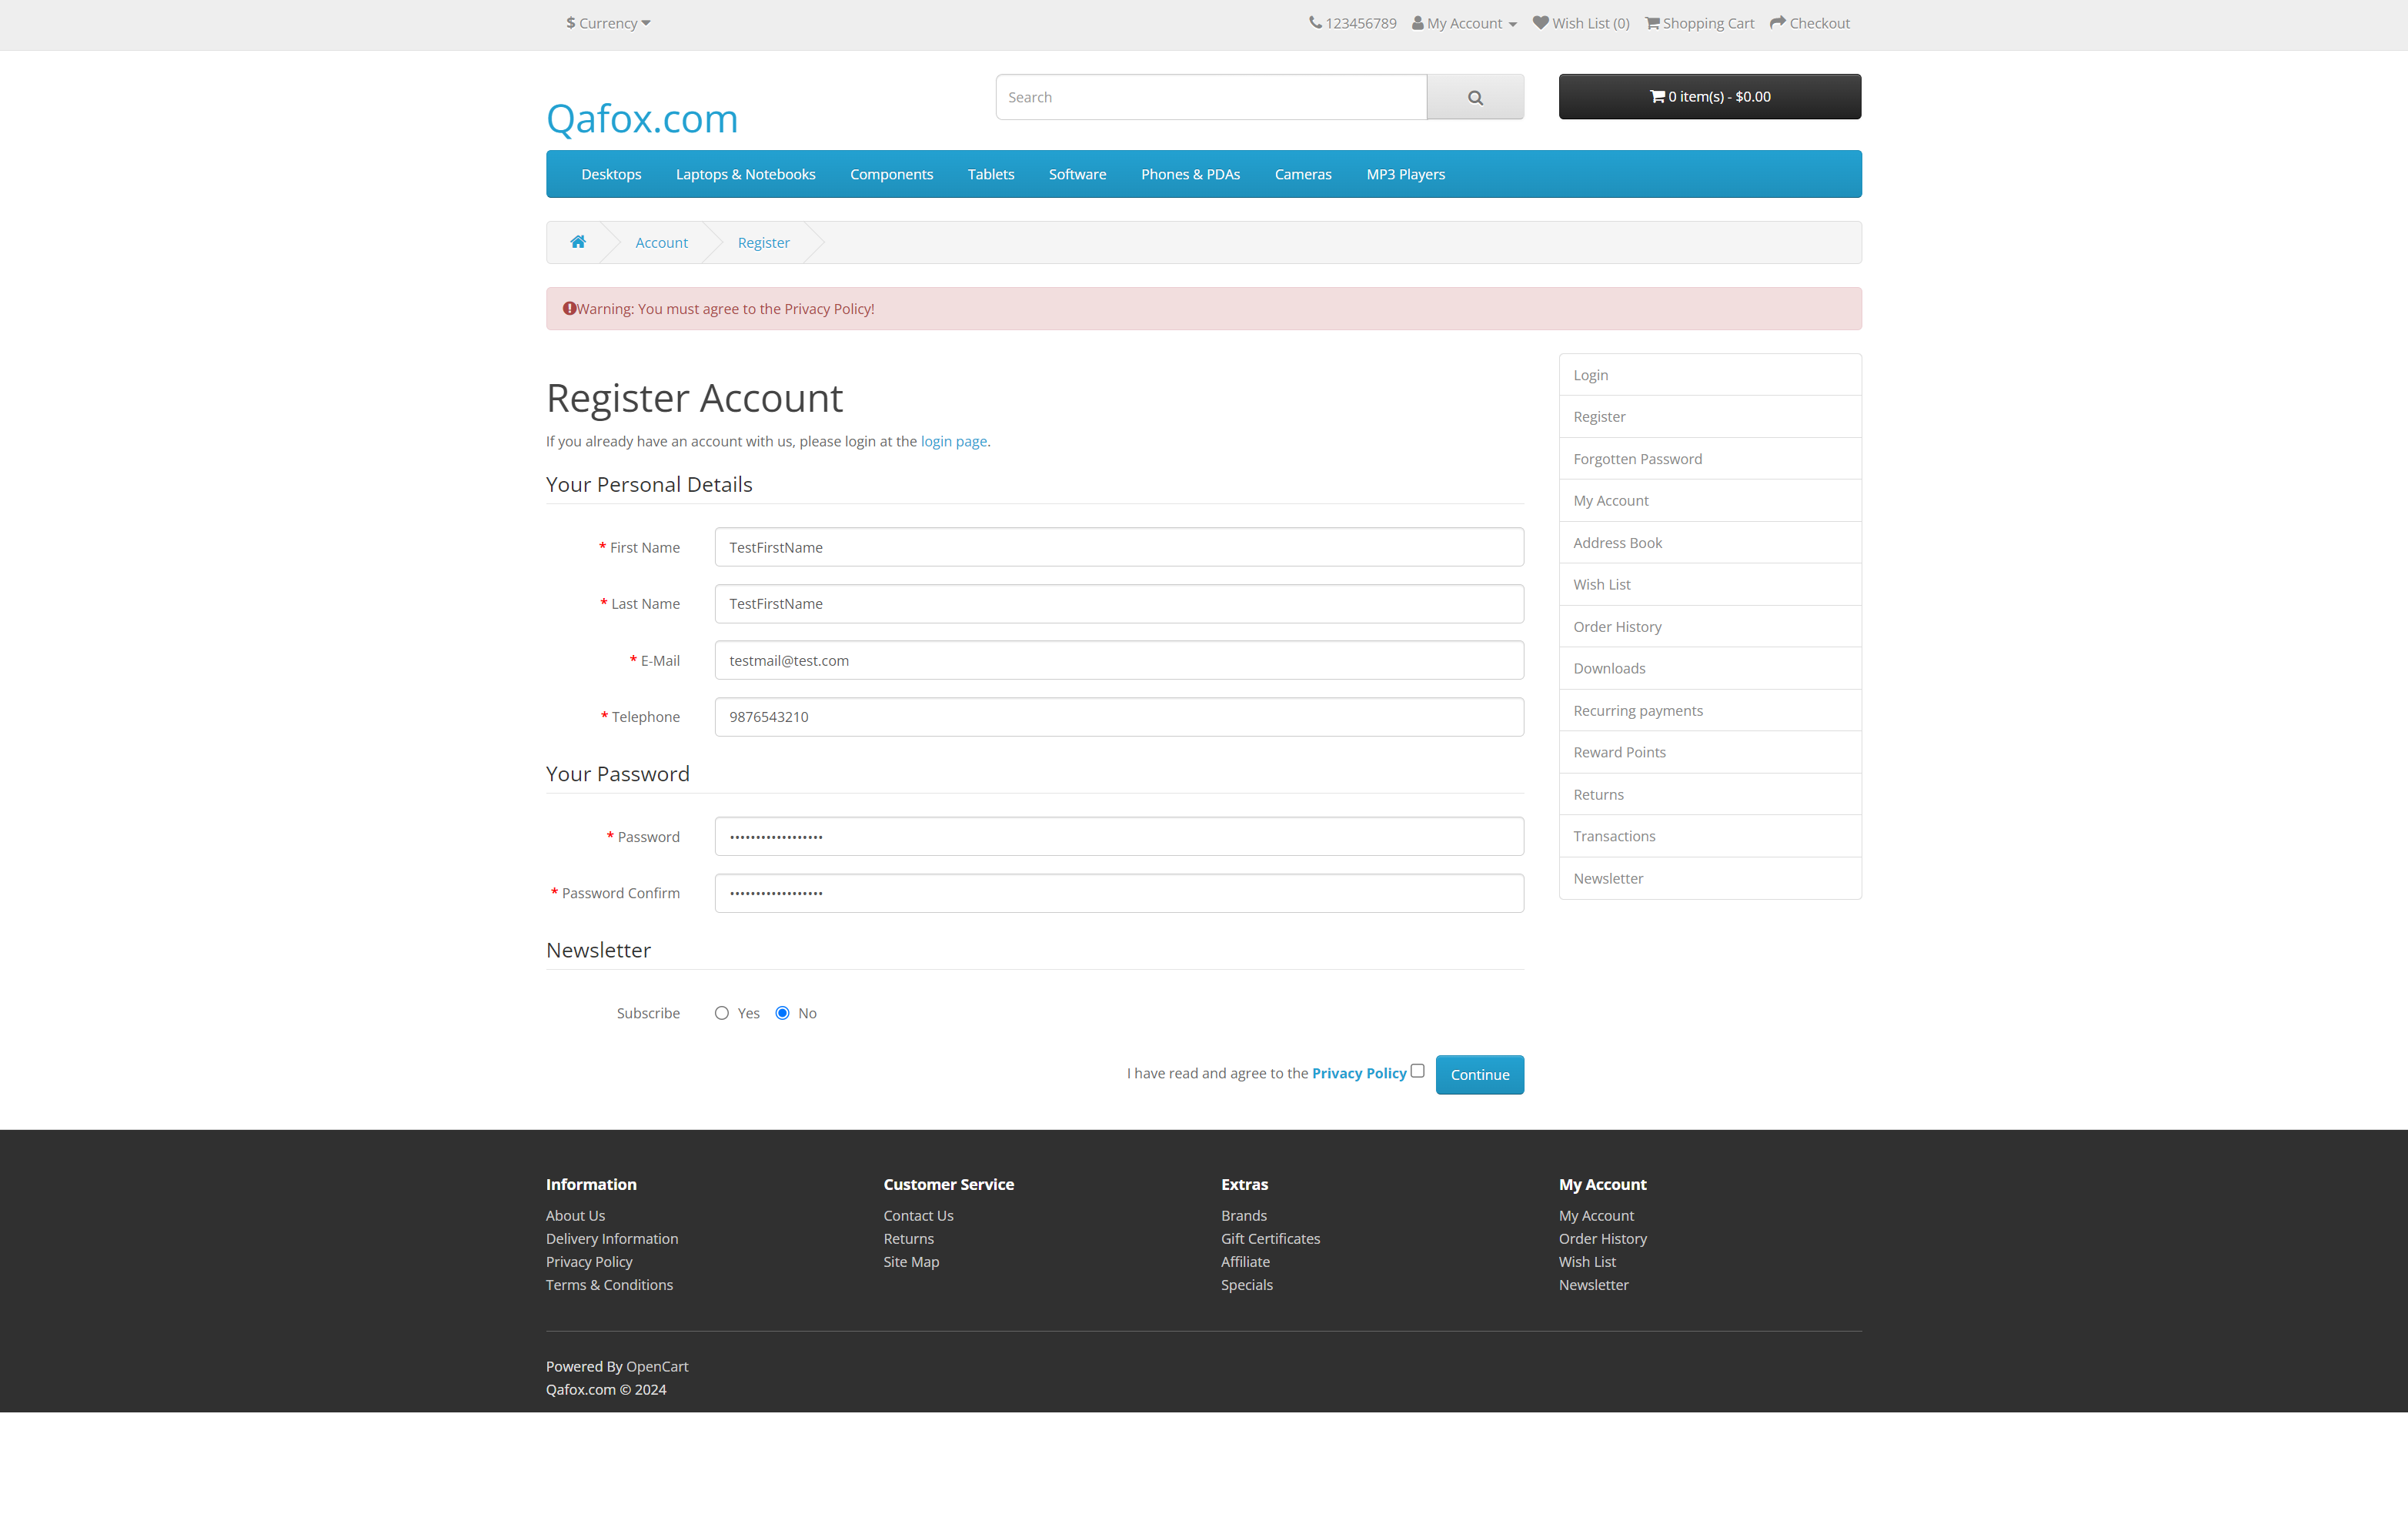 $ Currency
123456789 My Account Wish List (0) Shopping Cart Checkout
Qafox.com
Search
0 item(s) - $0.00
Desktops Laptops & Notebooks Components Tablets Software Phones & PDAs Cameras MP3 Players
Account Register
Warning: You must agree to the Privacy Policy!
Register Account
If you already have an account with us, please login at the login page.
Your Personal Details
* First Name TestFirstName
* Last Name TestFirstName
* E-Mail testmail@test.com
* Telephone 9876543210
Your Password
* Password ••••••••••••••••••
* Password Confirm ••••••••••••••••••
Newsletter
Subscribe Yes No
I have read and agree to the Privacy Policy Continue
Login
Register
Forgotten Password
My Account
Address Book
Wish List
Order History
Downloads
Recurring payments
Reward Points
Returns
Transactions
Newsletter
Information
About Us
Delivery Information
Privacy Policy
Terms & Conditions
Customer Service
Contact Us
Returns
Site Map
Extras
Brands
Gift Certificates
Affiliate
Specials
My Account
My Account
Order History
Wish List
Newsletter
Powered By OpenCart
Qafox.com © 2024